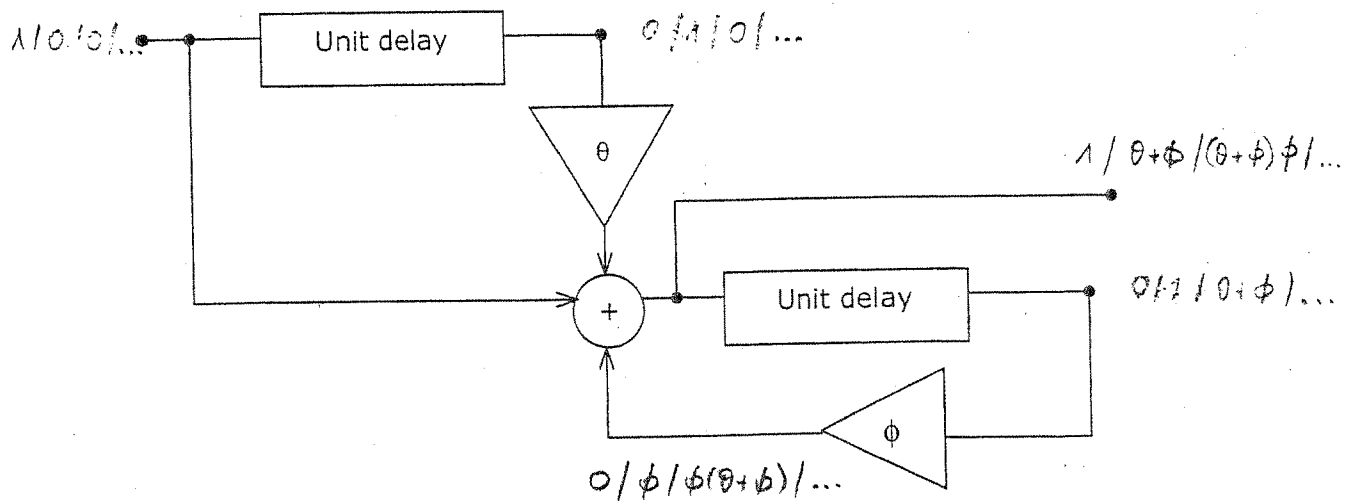 1/0/0/...
Unit delay
0/1/0/...
θ
1/θ+ϕ/(θ+ϕ)ϕ/...
+
Unit delay
0/1/θ+ϕ/...
ϕ
0/ϕ/ϕ(θ+ϕ)/...